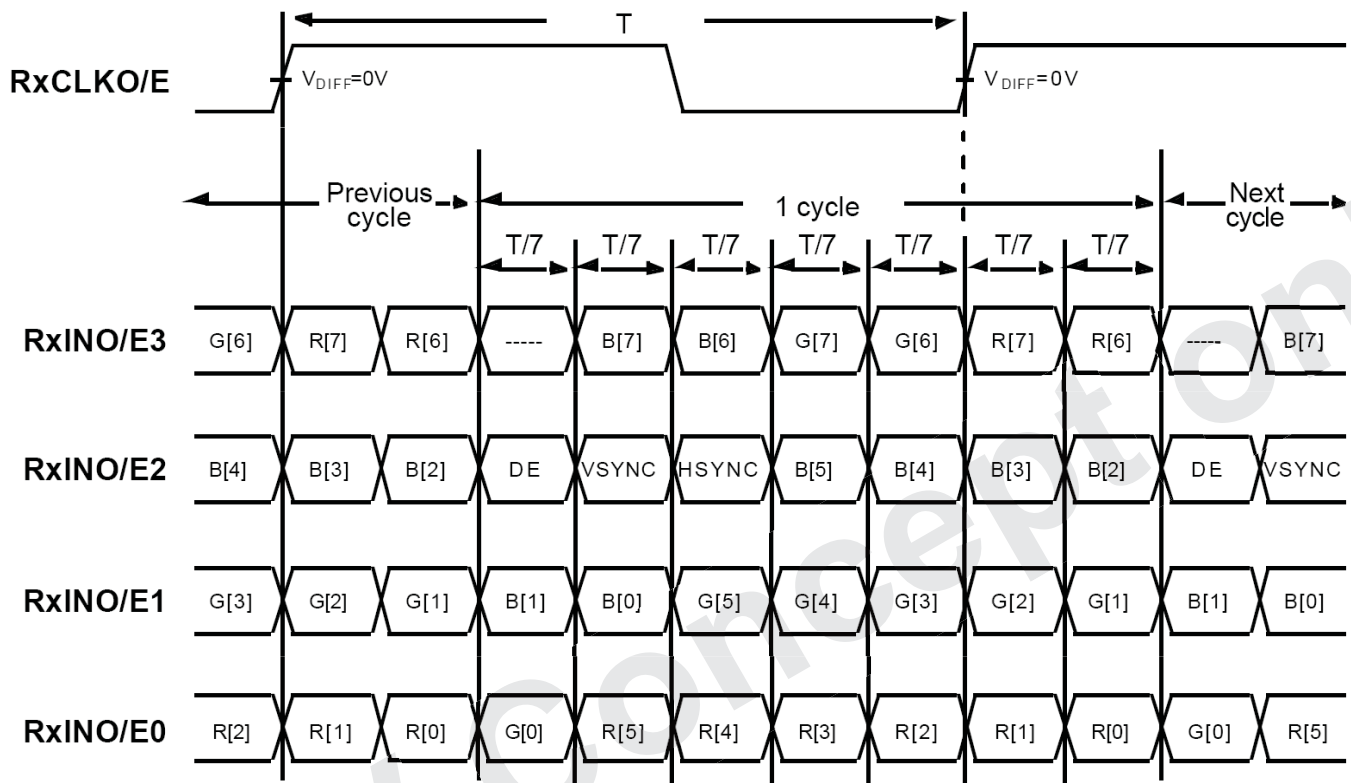 T
RxCLKO/E
VDIFF=0V VDIFF=0V
Previous cycle
1 cycle
Next cycle
T/7 T/7 T/7 T/7 T/7 T/7 T/7
RxINO/E3 G[6] R[7] R[6] ----- B[7] B[6] G[7] G[6] R[7] R[6] ----- B[7]
RxINO/E2 B[4] B[3] B[2] DE VSYNC HSYNC B[5] B[4] B[3] B[2] DE VSYNC
RxINO/E1 G[3] G[2] G[1] B[1] B[0] G[5] G[4] G[3] G[2] G[1] B[1] B[0]
RxINO/E0 R[2] R[1] R[0] G[0] R[5] R[4] R[3] R[2] R[1] R[0] G[0] R[5]
Concept